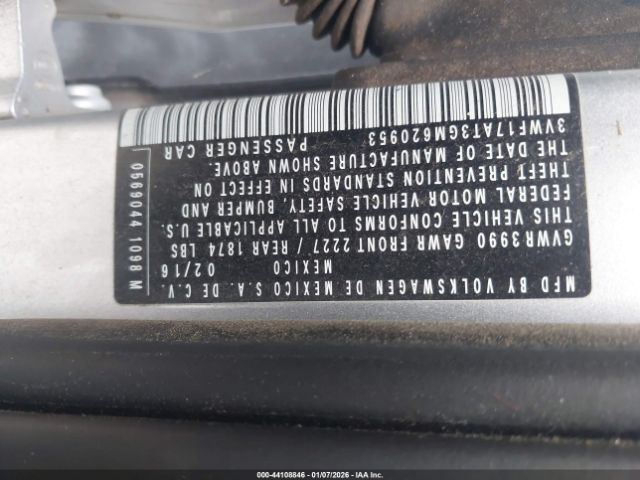 MFD BY VOLKSWAGEN DE MEXICO S.A. DE C.V.
MEXICO
02/16
GVWR 3990 GAWR FRONT 2227 / REAR 1874 LBS
THIS VEHICLE CONFORMS TO ALL APPLICABLE U.S.
FEDERAL MOTOR VEHICLE SAFETY, BUMPER AND
THEFT PREVENTION STANDARDS IN EFFECT ON
THE DATE OF MANUFACTURE SHOWN ABOVE.
3VWF17AT3GM620953
PASSENGER CAR
0569044 1098 M
000-44108846 - 01/07/2026 - IAA Inc.